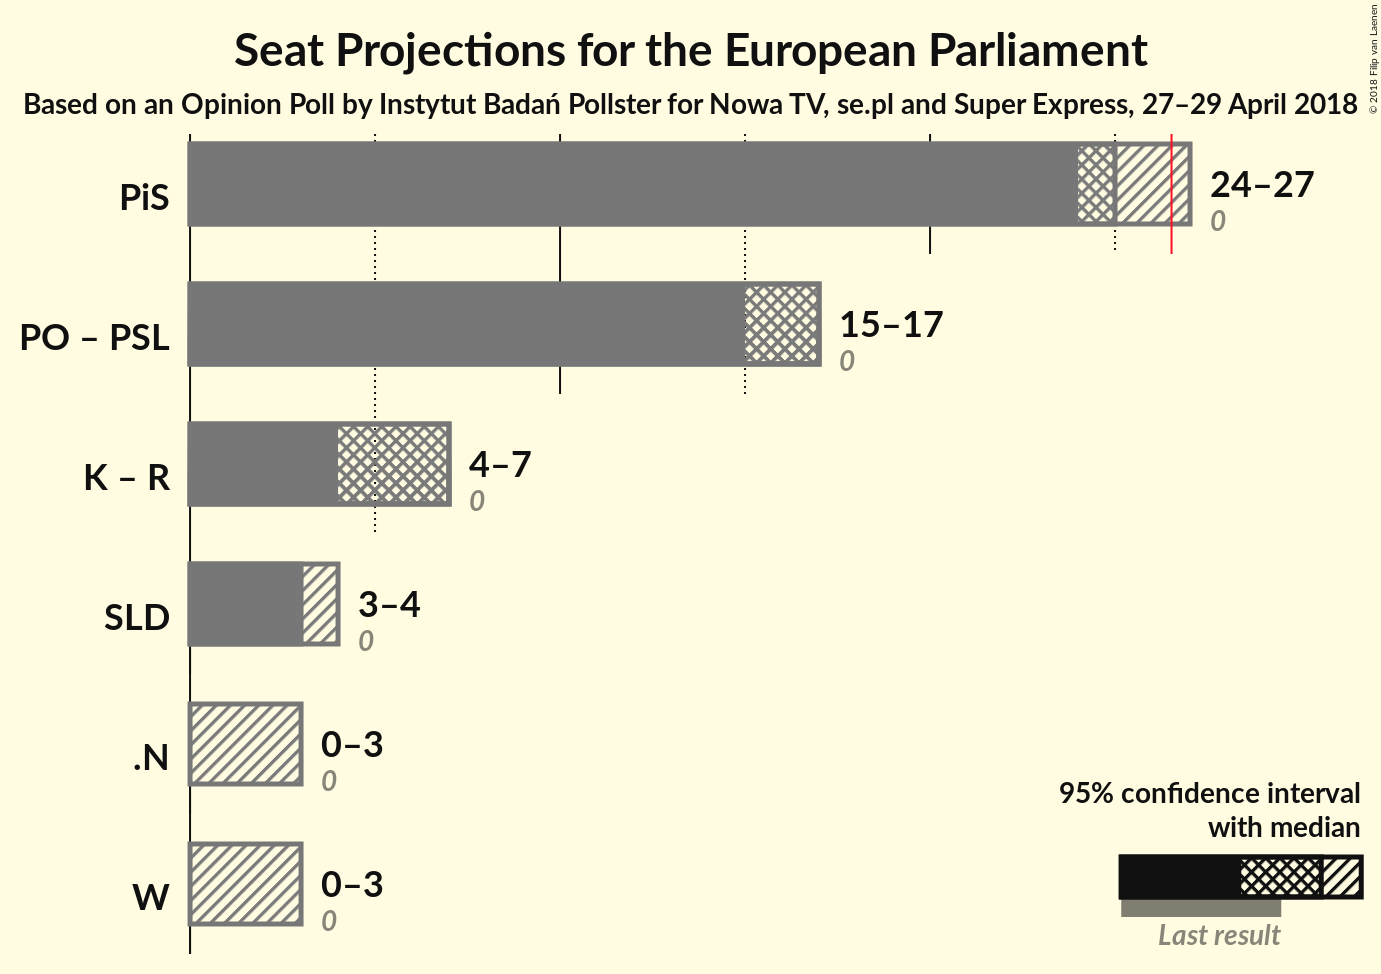 Seat Projections for the European Parliament
Based on an Opinion Poll by Instytut Badań Pollster for Nowa TV, se.pl and Super Express, 27–29 April 2018
© 2018 Filip van Laenen
PiS
24–27
0
PO – PSL
15–17
0
K – R
4–7
0
SLD
3–4
0
.N
0–3
0
W
0–3
0
95% confidence interval
with median
Last result